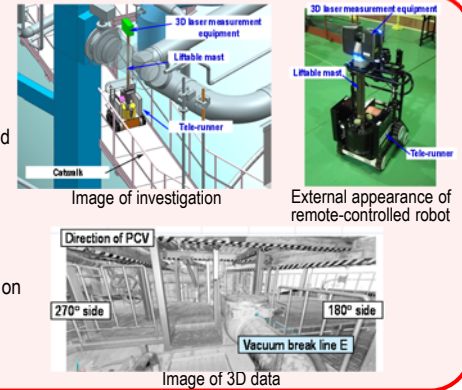 3D laser measurement
equipment
Liftable mast
Tele-runner
Catwalk
Image of investigation
3D laser measurement
equipment
Liftable mast
Tele-runner
External appearance of
remote-controlled robot
d
on
Direction of PCV
270° side
180° side
Vacuum break line E
Image of 3D data